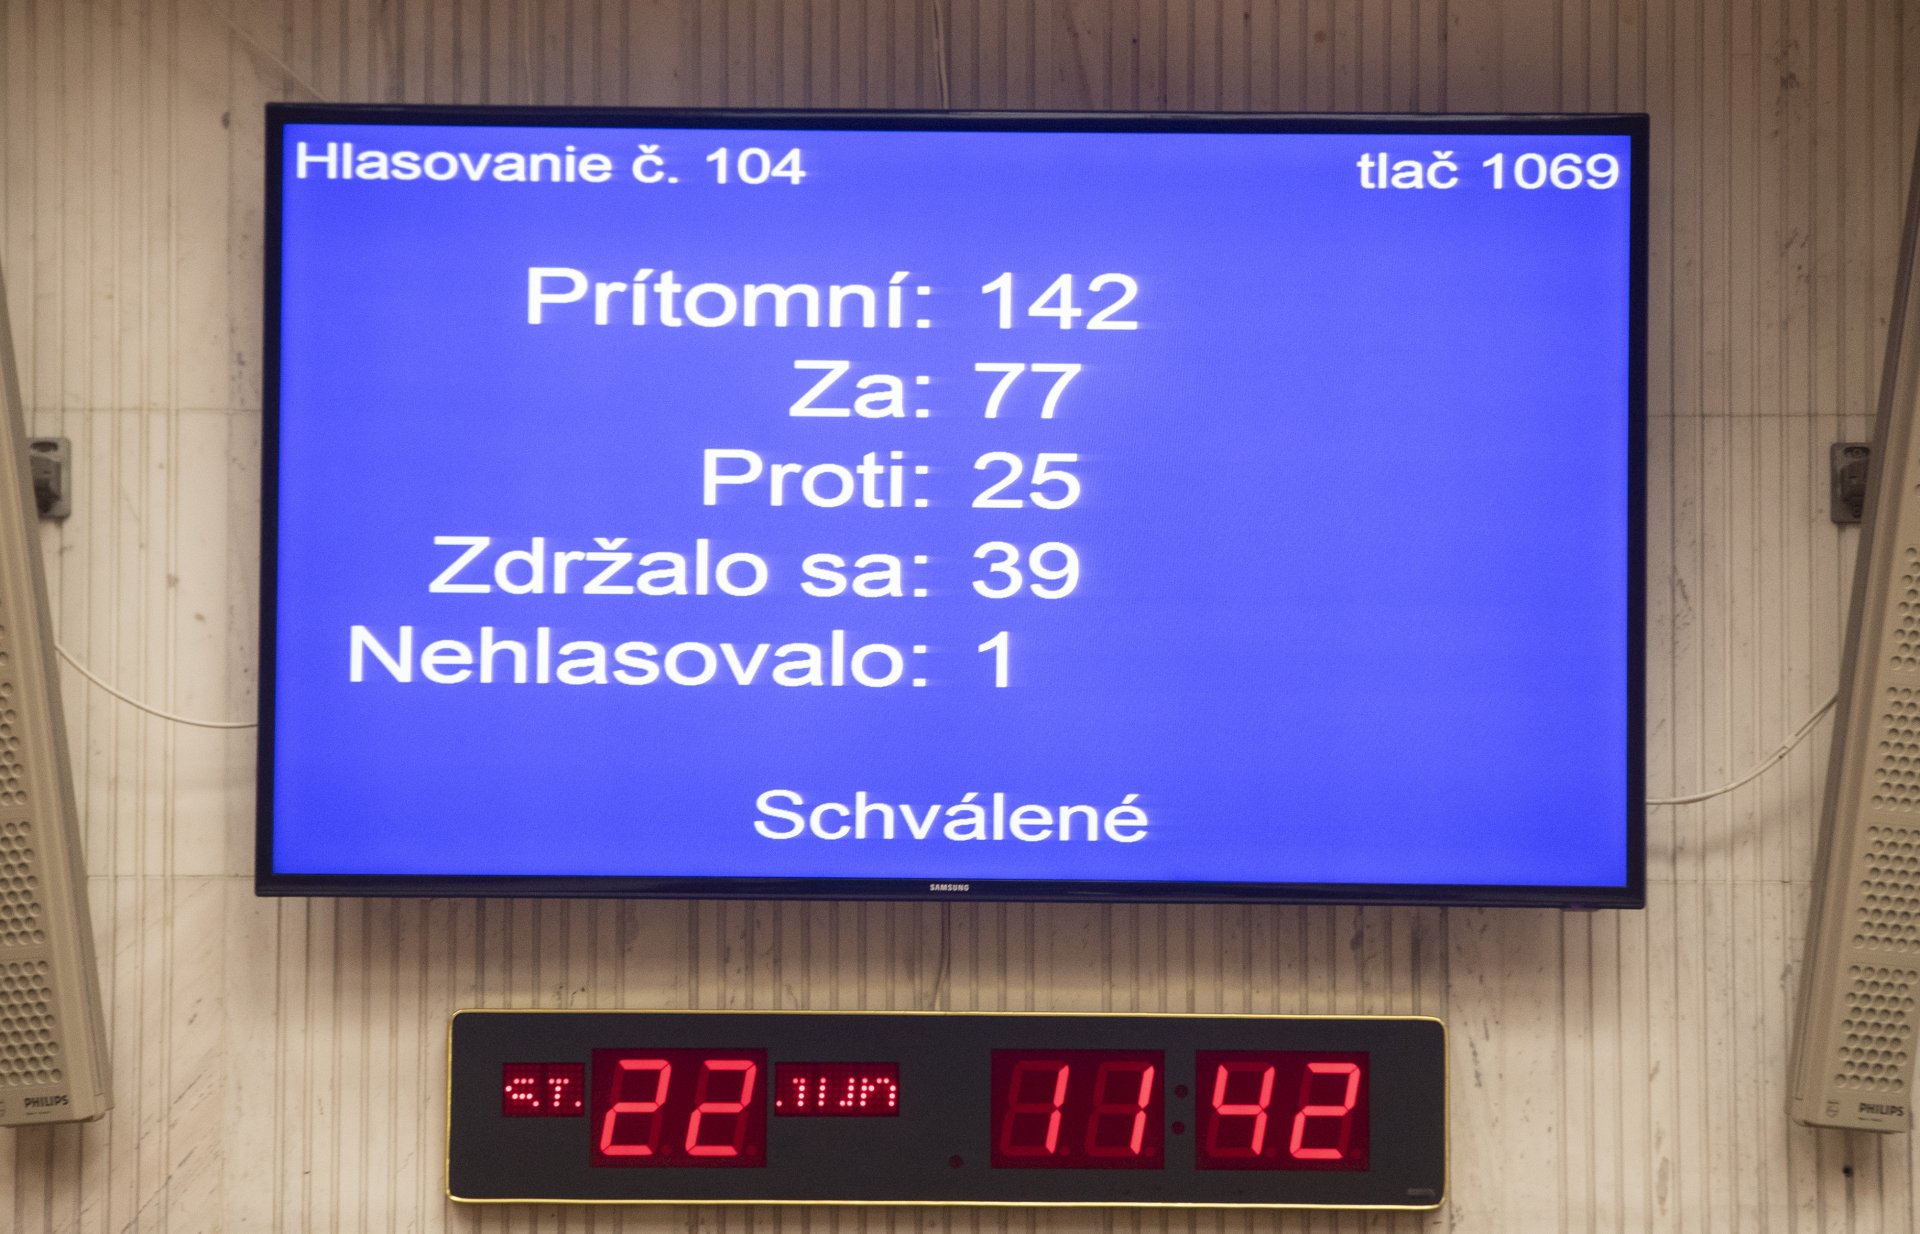 Hlasovanie č. 104 tlač 1069
Prítomní: 142
Za: 77
Proti: 25
Zdržalo sa: 39
Nehlasovalo: 1
Schválené
SAMSUNG
ST. 22 11:42
PHILIPS PHILIPS